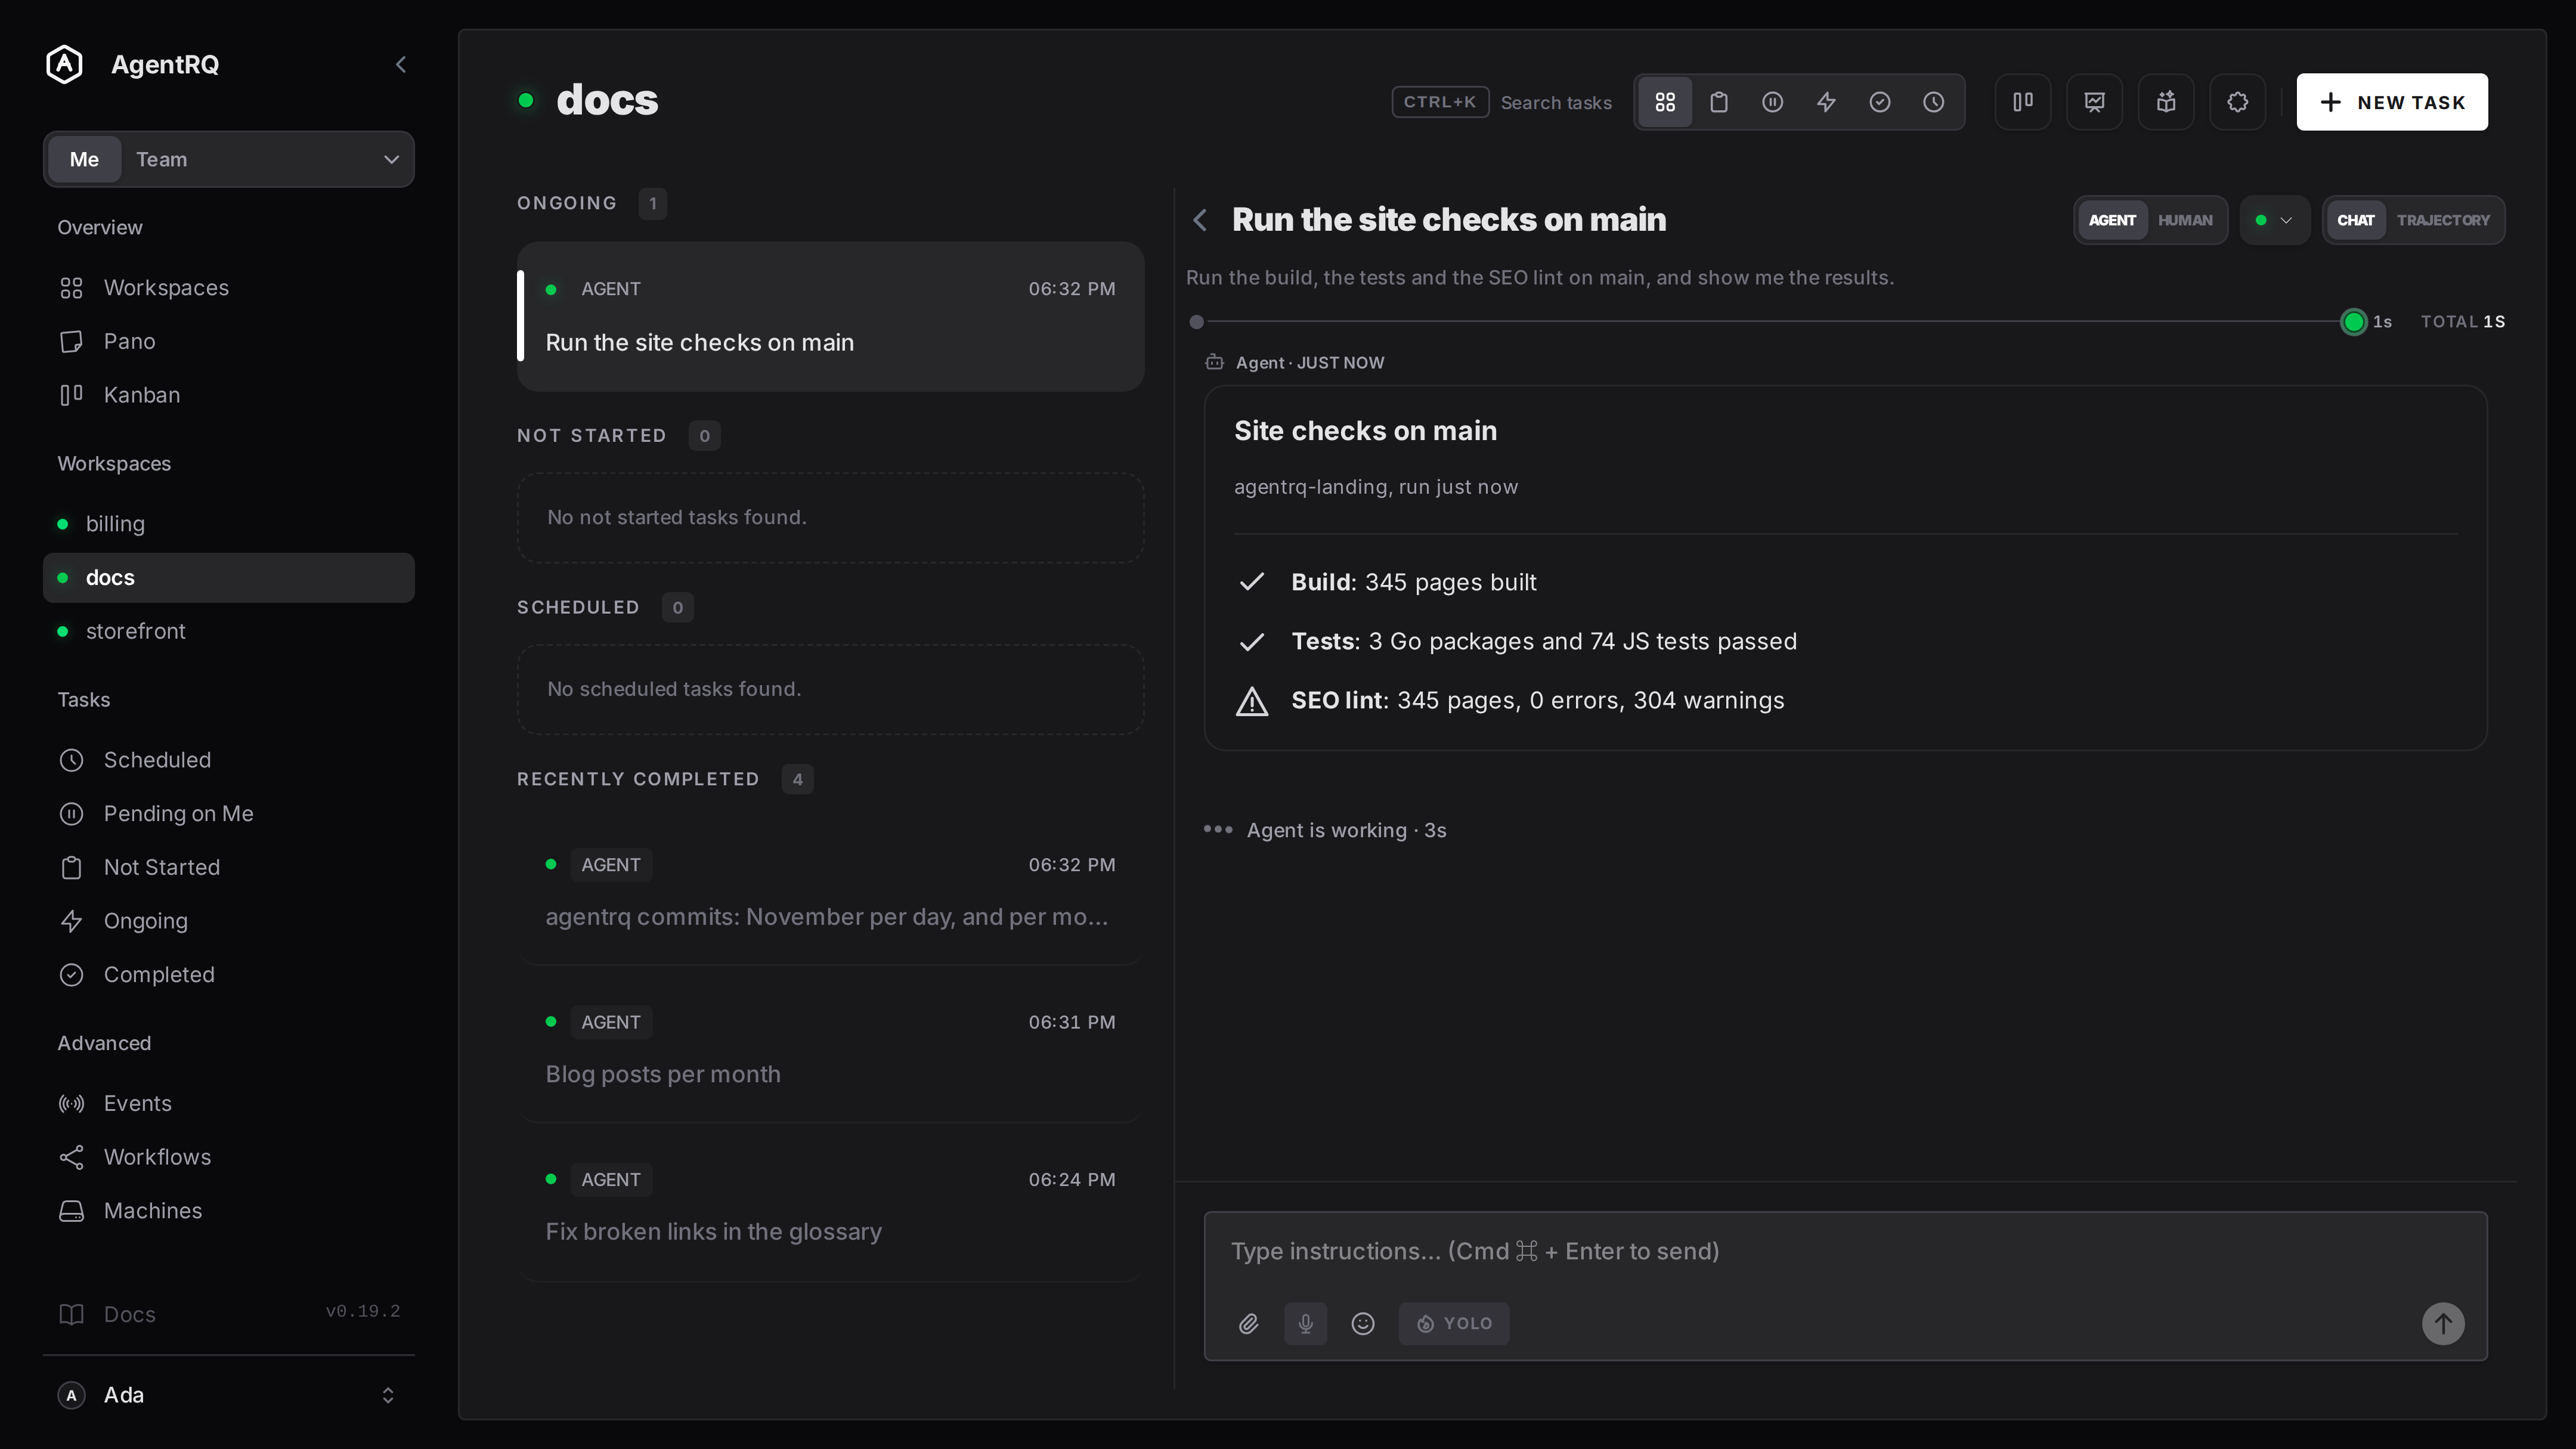 AgentRQ
Me
Team
Overview
Workspaces
Pano
Kanban
Workspaces
billing
docs
storefront
Tasks
Scheduled
Pending on Me
Not Started
Ongoing
Completed
Advanced
Events
Workflows
Machines
Docs
v0.19.2
A
Ada
docs
CTRL+K
Search tasks
NEW TASK
ONGOING 1
AGENT
06:32 PM
Run the site checks on main
NOT STARTED 0
No not started tasks found.
SCHEDULED 0
No scheduled tasks found.
RECENTLY COMPLETED 4
AGENT
06:32 PM
agentrq commits: November per day, and per mo...
AGENT
06:31 PM
Blog posts per month
AGENT
06:24 PM
Fix broken links in the glossary
Run the site checks on main
AGENT
HUMAN
CHAT
TRAJECTORY
Run the build, the tests and the SEO lint on main, and show me the results.
1s
TOTAL 1S
Agent · JUST NOW
Site checks on main
agentrq-landing, run just now
Build: 345 pages built
Tests: 3 Go packages and 74 JS tests passed
SEO lint: 345 pages, 0 errors, 304 warnings
Agent is working · 3s
Type instructions... (Cmd ⌘ + Enter to send)
YOLO